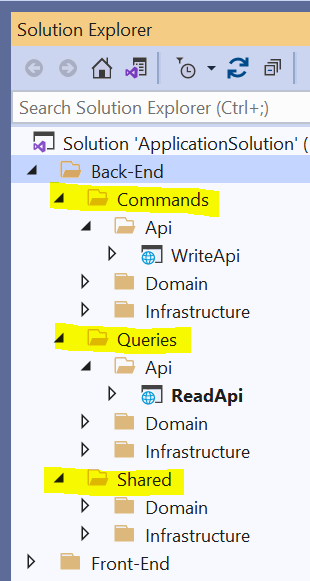 Solution Explorer
Search Solution Explorer (Ctrl+;)
Solution 'ApplicationSolution' (
Back-End
Commands
Api
WriteApi
Domain
Infrastructure
Queries
Api
ReadApi
Domain
Infrastructure
Shared
Domain
Infrastructure
Front-End